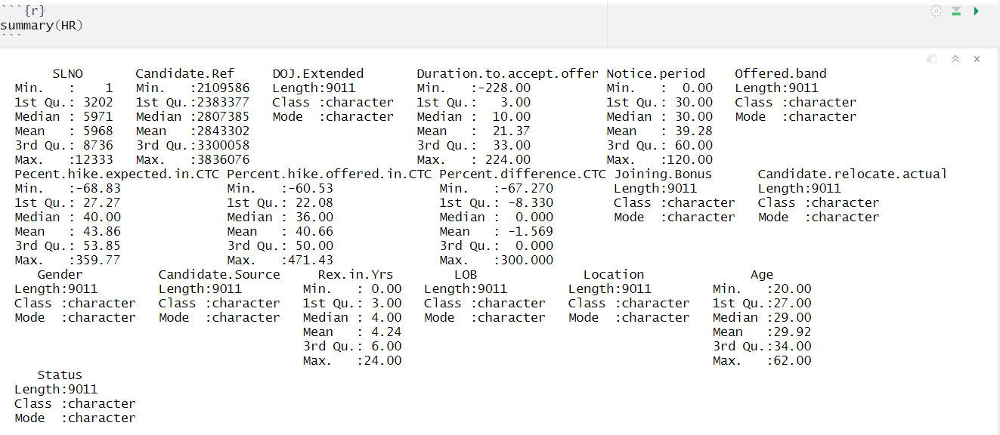 ```{r}
summary(HR)
```
SLNO Candidate.Ref DOJ.Extended Duration.to.accept.offer Notice.period Offered.band
Min. : 1 Min. :2109586 Length:9011 Min. :-228.00 Min. : 0.00 Length:9011
1st Qu.: 3202 1st Qu.:2383377 Class :character 1st Qu.: 3.00 1st Qu.: 30.00 Class :character
Median : 5971 Median :2807385 Mode :character Median : 10.00 Median : 30.00 Mode :character
Mean : 5968 Mean :2843302 Mean : 21.37 Mean : 39.28
3rd Qu.: 8736 3rd Qu.:3300058 3rd Qu.: 33.00 3rd Qu.: 60.00
Max. :12333 Max. :3836076 Max. : 224.00 Max. :120.00
Pecent.hike.expected.in.CTC Percent.hike.offered.in.CTC Percent.difference.CTC Joining.Bonus Candidate.relocate.actual
Min. :-68.83 Min. :-60.53 Min. :-67.270 Length:9011 Length:9011
1st Qu.: 27.27 1st Qu.: 22.08 1st Qu.: -8.330 Class :character Class :character
Median : 40.00 Median : 36.00 Median : 0.000 Mode :character Mode :character
Mean : 43.86 Mean : 40.66 Mean : -1.569
3rd Qu.: 53.85 3rd Qu.: 50.00 3rd Qu.: 0.000
Max. :359.77 Max. :471.43 Max. :300.000
Gender Candidate.Source Rex.in.Yrs LOB Location Age
Length:9011 Length:9011 Min. : 0.00 Length:9011 Length:9011 Min. :20.00
Class :character Class :character 1st Qu.: 3.00 Class :character Class :character 1st Qu.:27.00
Mode :character Mode :character Median : 4.00 Mode :character Mode :character Median :29.00
Mean : 4.24 Mean :29.92
3rd Qu.: 6.00 3rd Qu.:34.00
Max. :24.00 Max. :62.00
Status
Length:9011
Class :character
Mode :character